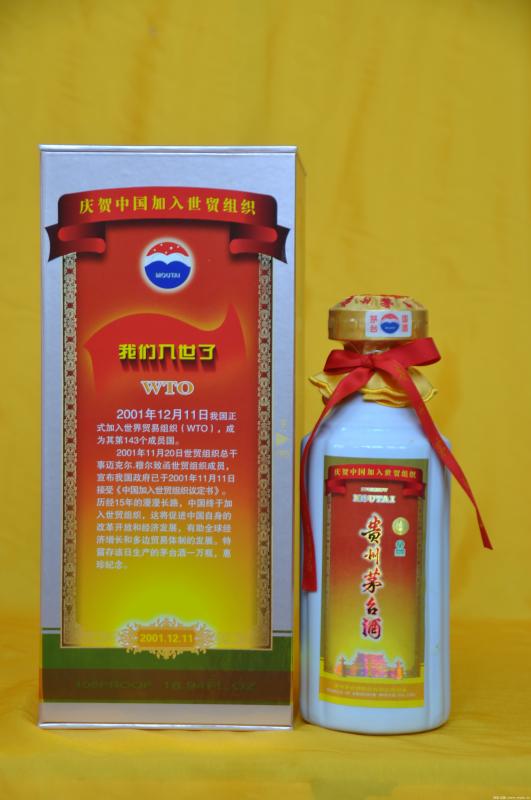 庆贺中国加入世贸组织
MOUTAI
我们入世了
WTO
2001年12月11日我国正
式加入世界贸易组织（WTO），成
为其第143个成员国。
2001年11月20日世贸组织总干
事迈克尔.穆尔致函世贸组织成员，
宣布我国政府已于2001年11月11日
接受《中国加入世贸组织议定书》。
历经15年的漫漫长路，中国终于加
入世贸组织，这将促进中国自身的
改革开放和经济发展，有助全球经
济增长和多边贸易体制的发展。特
留存该日生产的茅台酒一万瓶，惠
珍纪念。
2001.12.11
106PROOF 16.94FL.OZ
茅台
国酒
庆贺中国加入世贸组织
MOUTAI
貴州茅台酒